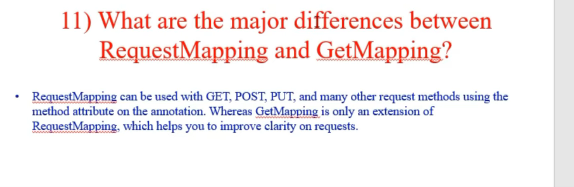 11) What are the major differences between
RequestMapping and GetMapping?
• RequestMapping can be used with GET, POST, PUT, and many other request methods using the
method attribute on the annotation. Whereas GetMapping is only an extension of
RequestMapping, which helps you to improve clarity on requests.